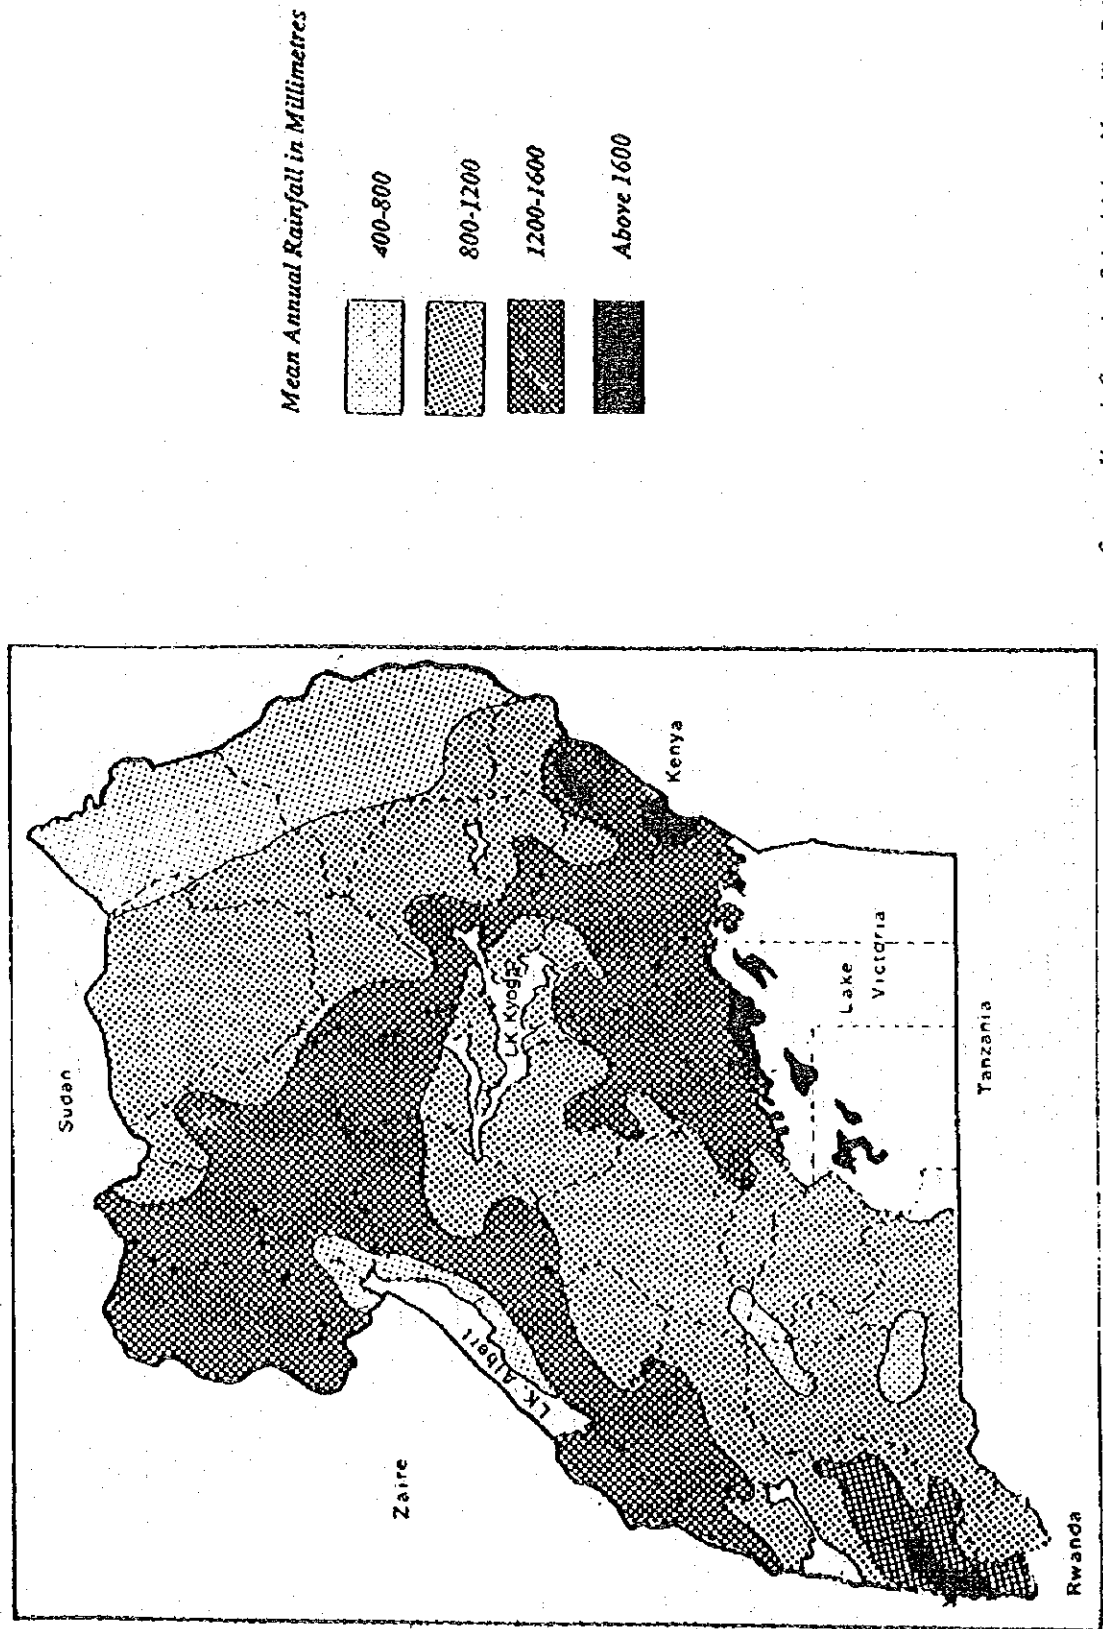 Mean Annual Rainfall in Millimetres
400-800
800-1200
1200-1600
Above 1600
Sudan
Kenya
LK Kyoga
LK Albert
Lake
Victoria
Zaire
Tanzania
Rwanda